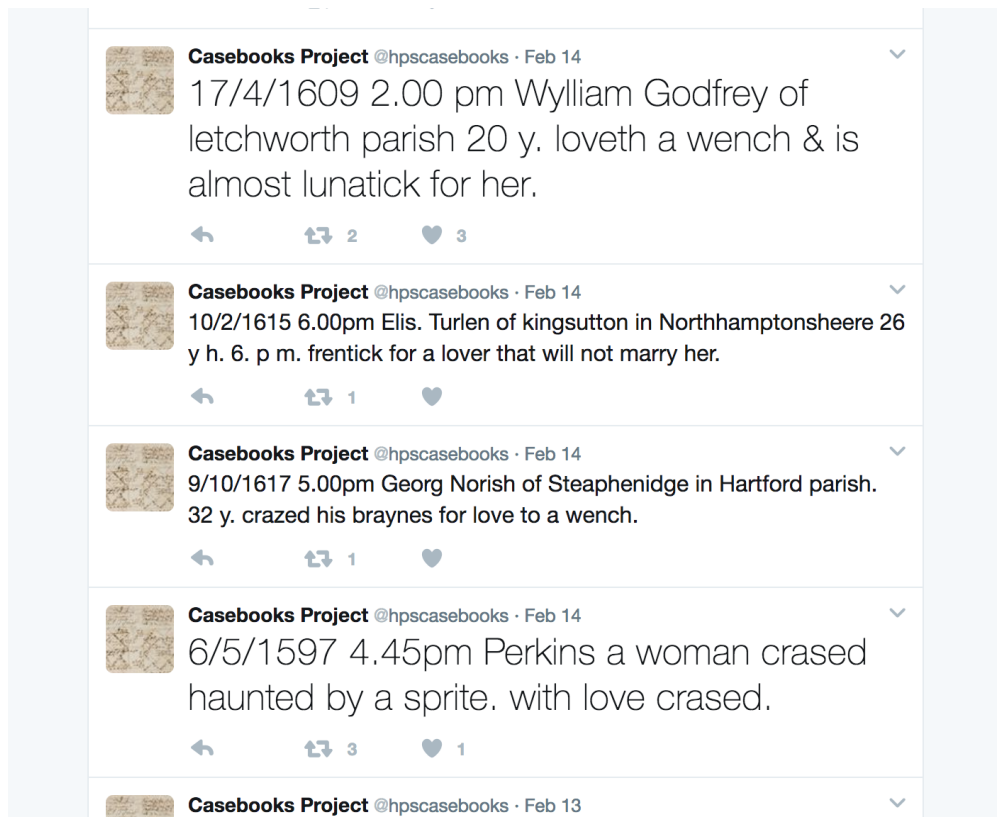 Casebooks Project @hpscasebooks · Feb 14
17/4/1609 2.00 pm Wylliam Godfrey of
letchworth parish 20 y. loveth a wench & is
almost lunatick for her.
2 3
Casebooks Project @hpscasebooks · Feb 14
10/2/1615 6.00pm Elis. Turlen of kingsutton in Northhamptonsheere 26
y h. 6. p m. frentick for a lover that will not marry her.
1
Casebooks Project @hpscasebooks · Feb 14
9/10/1617 5.00pm Georg Norish of Steaphenidge in Hartford parish.
32 y. crazed his braynes for love to a wench.
1
Casebooks Project @hpscasebooks · Feb 14
6/5/1597 4.45pm Perkins a woman crased
haunted by a sprite. with love crased.
3 1
Casebooks Project @hpscasebooks · Feb 13